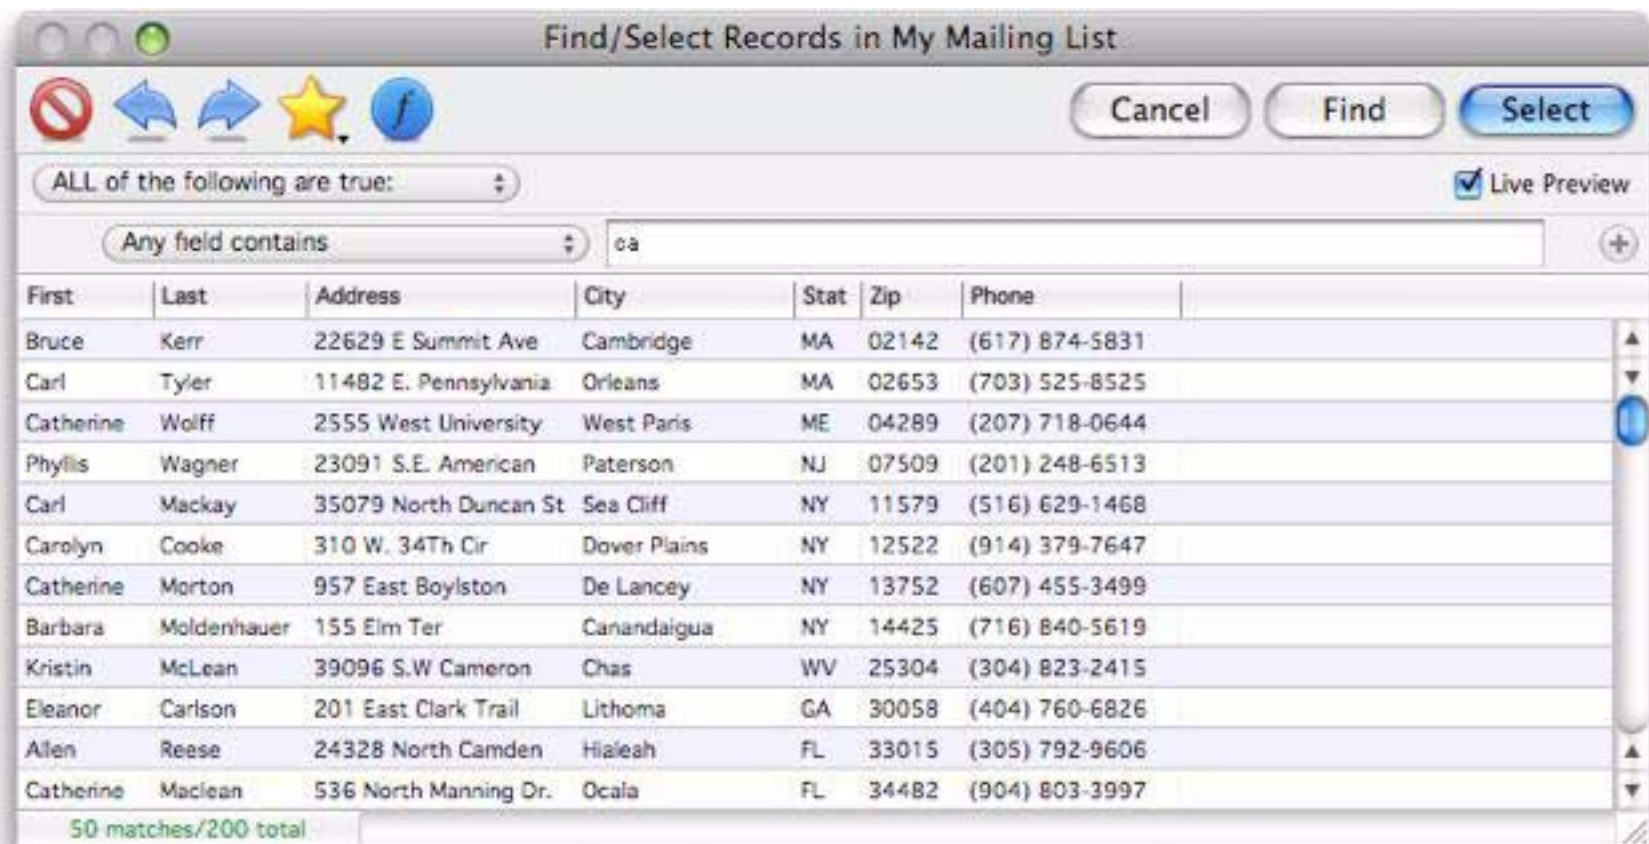 Find/Select Records in My Mailing List
f Cancel Find Select
ALL of the following are true: Live Preview
Any field contains ca
First Last Address City Stat Zip Phone
Bruce Kerr 22629 E Summit Ave Cambridge MA 02142 (617) 874-5831
Carl Tyler 11482 E. Pennsylvania Orleans MA 02653 (703) 525-8525
Catherine Wolff 2555 West University West Paris ME 04289 (207) 718-0644
Phyllis Wagner 23091 S.E. American Paterson NJ 07509 (201) 248-6513
Carl Mackay 35079 North Duncan St Sea Cliff NY 11579 (516) 629-1468
Carolyn Cooke 310 W. 34Th Cir Dover Plains NY 12522 (914) 379-7647
Catherine Morton 957 East Boylston De Lancey NY 13752 (607) 455-3499
Barbara Moldenhauer 155 Elm Ter Canandaigua NY 14425 (716) 840-5619
Kristin McLean 39096 S.W Cameron Chas WV 25304 (304) 823-2415
Eleanor Carlson 201 East Clark Trail Lithoma GA 30058 (404) 760-6826
Allen Reese 24328 North Camden Hialeah FL 33015 (305) 792-9606
Catherine Maclean 536 North Manning Dr. Ocala FL 34482 (904) 803-3997
50 matches/200 total